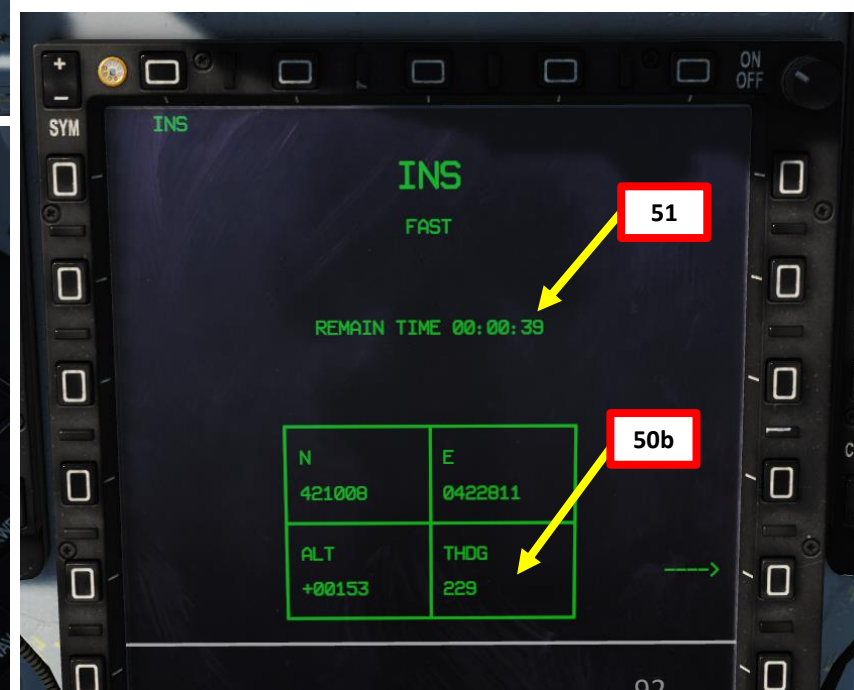 +
-
SYM
ON
OFF
INS
INS
FAST
51
REMAIN TIME 00:00:39
50b
N
421008
E
0422811
ALT
+00153
THDG
229
---->